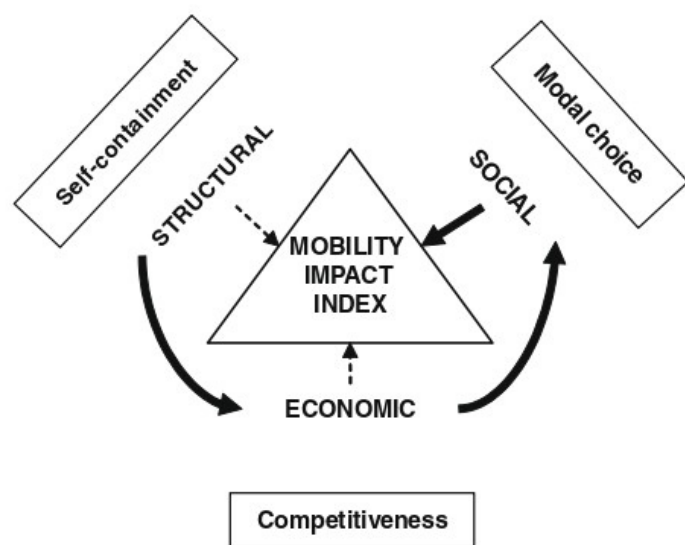 Self-containment
STRUCTURAL
Modal choice
SOCIAL
MOBILITY
IMPACT
INDEX
ECONOMIC
Competitiveness